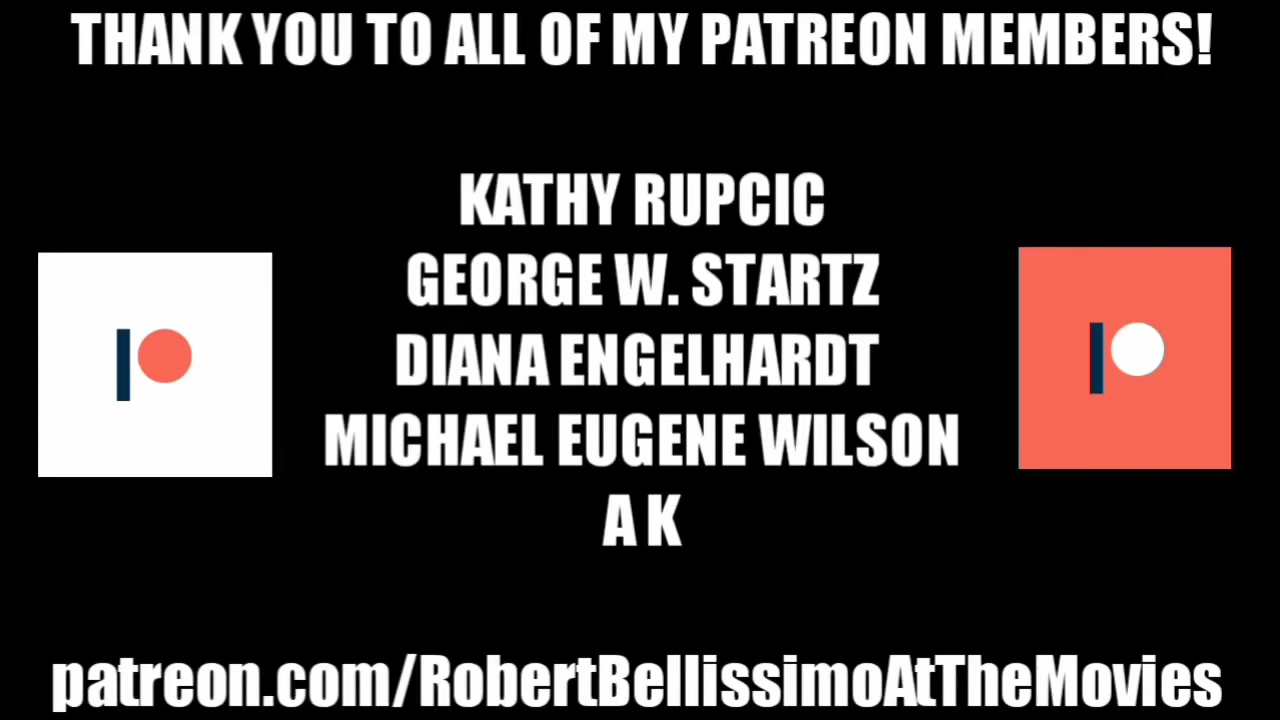 THANK YOU TO ALL OF MY PATREON MEMBERS!
KATHY RUPCIC
GEORGE W. STARTZ
DIANA ENGELHARDT
MICHAEL EUGENE WILSON
A K
patreon.com/RobertBellissimoAtTheMovies